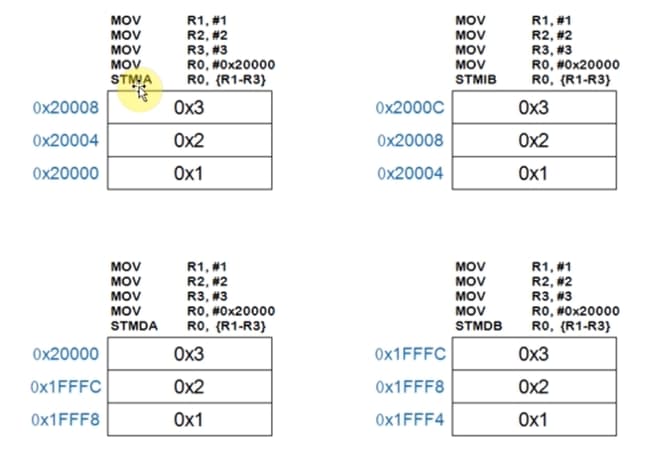 MOV R1, #1
MOV R2, #2
MOV R3, #3
MOV R0, #0x20000
STMIA R0, {R1-R3}
0x20008 0x3
0x20004 0x2
0x20000 0x1
MOV R1, #1
MOV R2, #2
MOV R3, #3
MOV R0, #0x20000
STMIB R0, {R1-R3}
0x2000C 0x3
0x20008 0x2
0x20004 0x1
MOV R1, #1
MOV R2, #2
MOV R3, #3
MOV R0, #0x20000
STMDA R0, {R1-R3}
0x20000 0x3
0x1FFFC 0x2
0x1FFF8 0x1
MOV R1, #1
MOV R2, #2
MOV R3, #3
MOV R0, #0x20000
STMDB R0, {R1-R3}
0x1FFFC 0x3
0x1FFF8 0x2
0x1FFF4 0x1